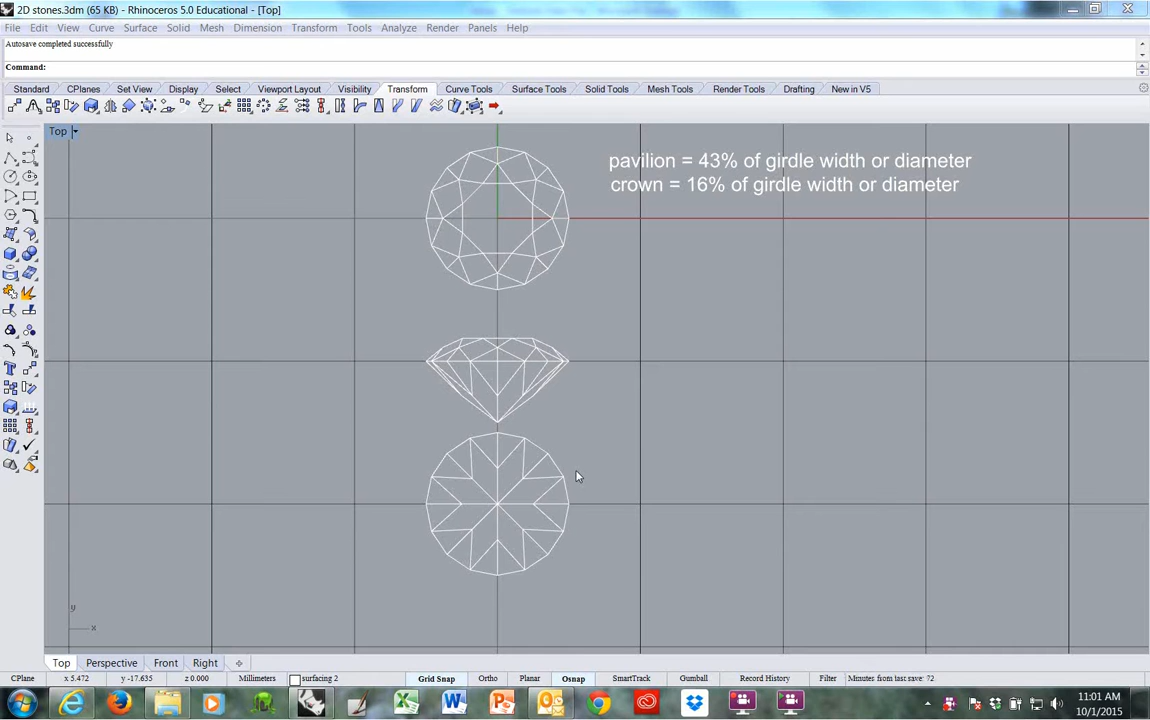 2D stones.3dm (65 KB) - Rhinoceros 5.0 Educational - [Top]
File Edit View Curve Surface Solid Mesh Dimension Transform Tools Analyze Render Panels Help
Autosave completed successfully
Command:
Standard CPlanes Set View Display Select Viewport Layout Visibility Transform Curve Tools Surface Tools Solid Tools Mesh Tools Render Tools Drafting New in V5
Top
pavilion = 43% of girdle width or diameter
crown = 16% of girdle width or diameter
y
x
Top Perspective Front Right
CPlane x 5.472 y -17.635 z 0.000 Millimeters surfacing 2 Grid Snap Ortho Planar Osnap SmartTrack Gumball Record History Filter Minutes from last save: 72
11:01 AM
10/1/2015